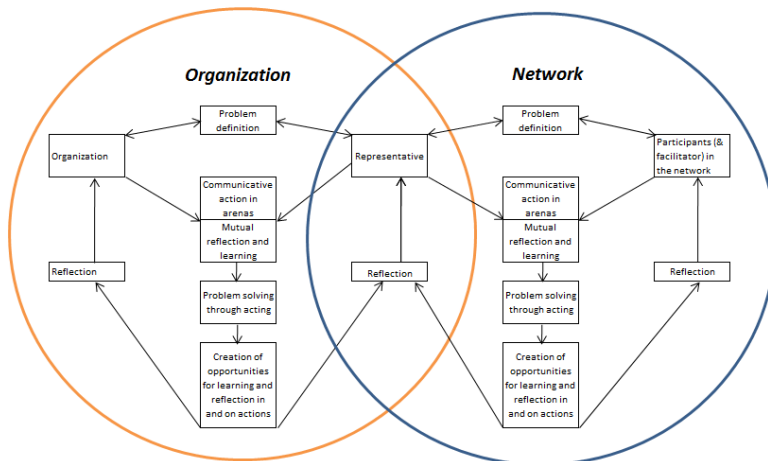 Organization
Network
Problem
definition
Problem
definition
Organization
Representative
Participants (&
facilitator) in
the network
Communicative
action in
arenas
Mutual
reflection and
learning
Communicative
action in
arenas
Mutual
reflection and
learning
Reflection
Reflection
Reflection
Problem solving
through acting
Problem solving
through acting
Creation of
opportunities
for learning and
reflection in
and on actions
Creation of
opportunities
for learning and
reflection in
and on actions